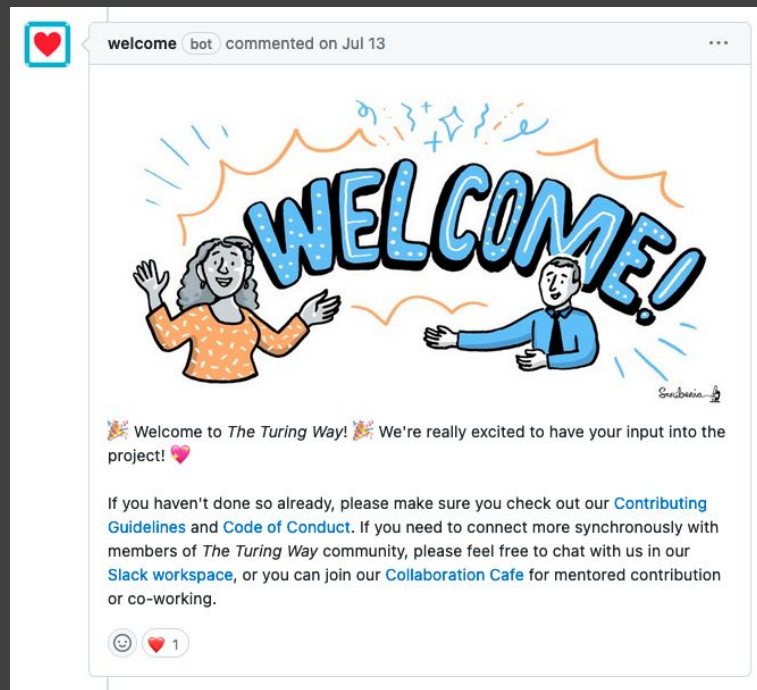 welcome bot commented on Jul 13
WELCOME!
Scriberia
🎉 Welcome to The Turing Way! 🎉 We're really excited to have your input into the
project! 💖
If you haven't done so already, please make sure you check out our Contributing
Guidelines and Code of Conduct. If you need to connect more synchronously with
members of The Turing Way community, please feel free to chat with us in our
Slack workspace, or you can join our Collaboration Cafe for mentored contribution
or co-working.
1